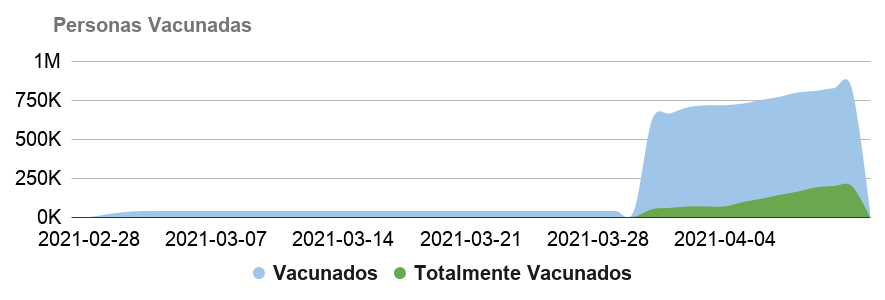 Personas Vacunadas
1M
750K
500K
250K
0K
2021-02-28 2021-03-07 2021-03-14 2021-03-21 2021-03-28 2021-04-04
Vacunados Totalmente Vacunados